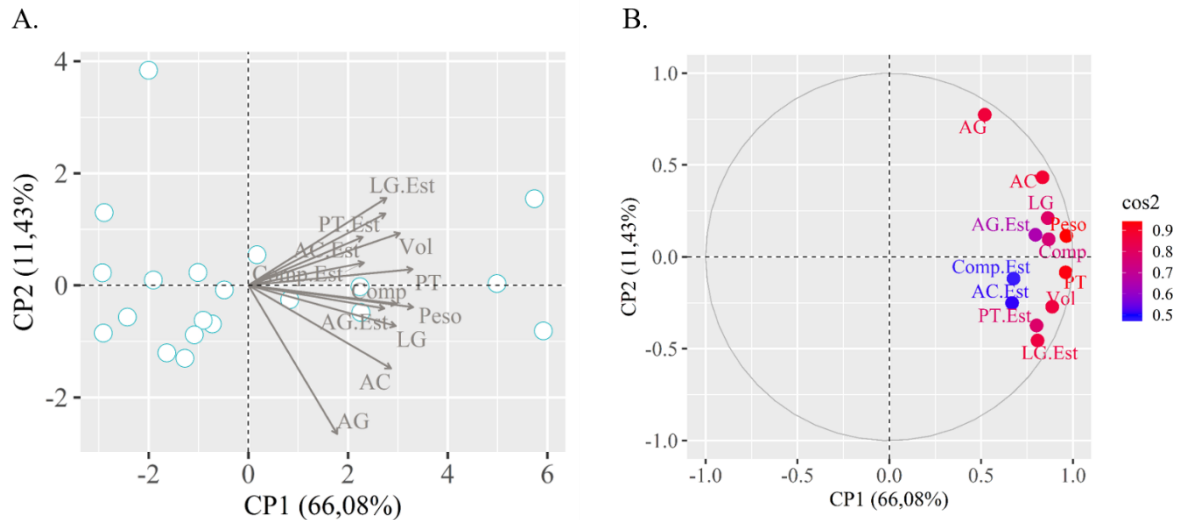 A.
4
2
0
-2
CP2 (11,43%)
LG.Est
PT.Est
AC.Est
Vol
Comp.Est
PT
Comp
AG.Est
Peso
LG
AC
AG
-2
0
2
4
6
CP1 (66,08%)
B.
1.0
0.5
0.0
-0.5
-1.0
CP2 (11,43%)
AG
AC
LG
AG.Est
Peso
Comp
Comp.Est
PT
AC.Est
Vol
PT.Est
LG.Est
-1.0
-0.5
0.0
0.5
1.0
CP1 (66,08%)
cos2
0.9
0.8
0.7
0.6
0.5